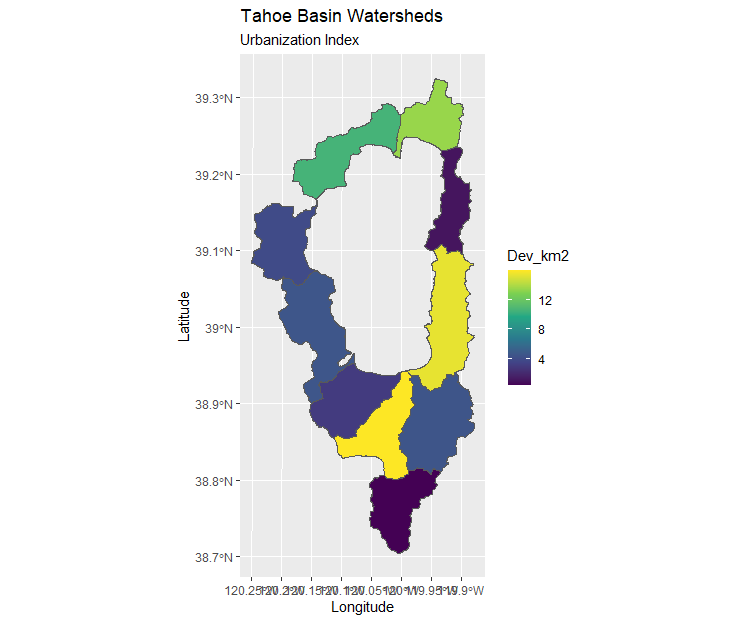 Tahoe Basin Watersheds
Urbanization Index
39.3°N
39.2°N
39.1°N
39°N
38.9°N
38.8°N
38.7°N
Latitude
120.25°W 120.2°W 120.15°W 120.1°W 120.05°W 120°W 119.95°W 119.9°W
Longitude
Dev_km2
12
8
4